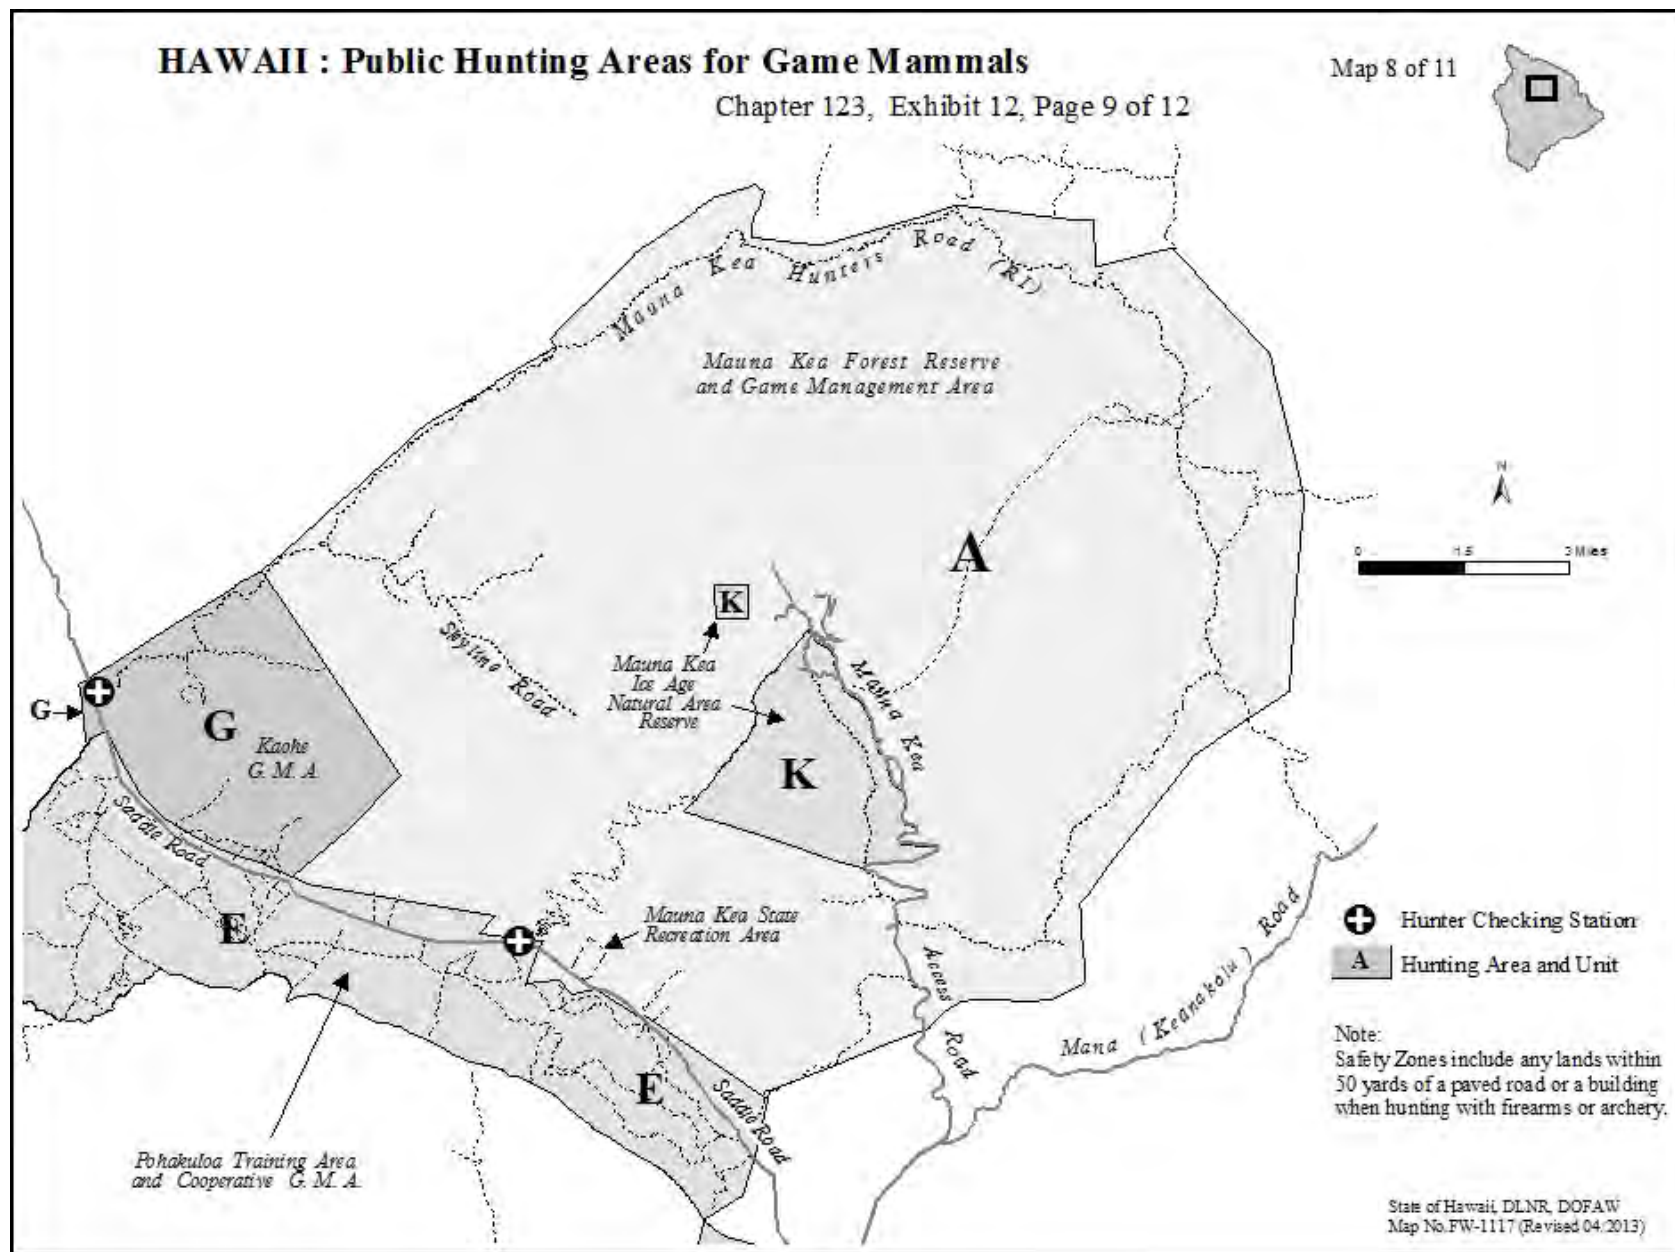 HAWAII : Public Hunting Areas for Game Mammals
Chapter 123, Exhibit 12, Page 9 of 12
Map 8 of 11
Mauna Kea Hunters Road (R1)
Mauna Kea Forest Reserve
and Game Management Area
A
N
0 1.5 3 Miles
K
Skyline Road
Mauna Kea
Ice Age
Natural Area
Reserve
Mauna Kea
G
G
Kaohe
G. M. A.
K
Saddle Road
E
Mauna Kea State
Recreation Area
Access Road
Mana (Keanakolu) Road
Hunter Checking Station
A Hunting Area and Unit
Note:
Safety Zones include any lands within
50 yards of a paved road or a building
when hunting with firearms or archery.
E
Saddle Road
Pohakuloa Training Area
and Cooperative G. M. A.
State of Hawaii, DLNR, DOFAW
Map No.FW-1117 (Revised 04/2013)